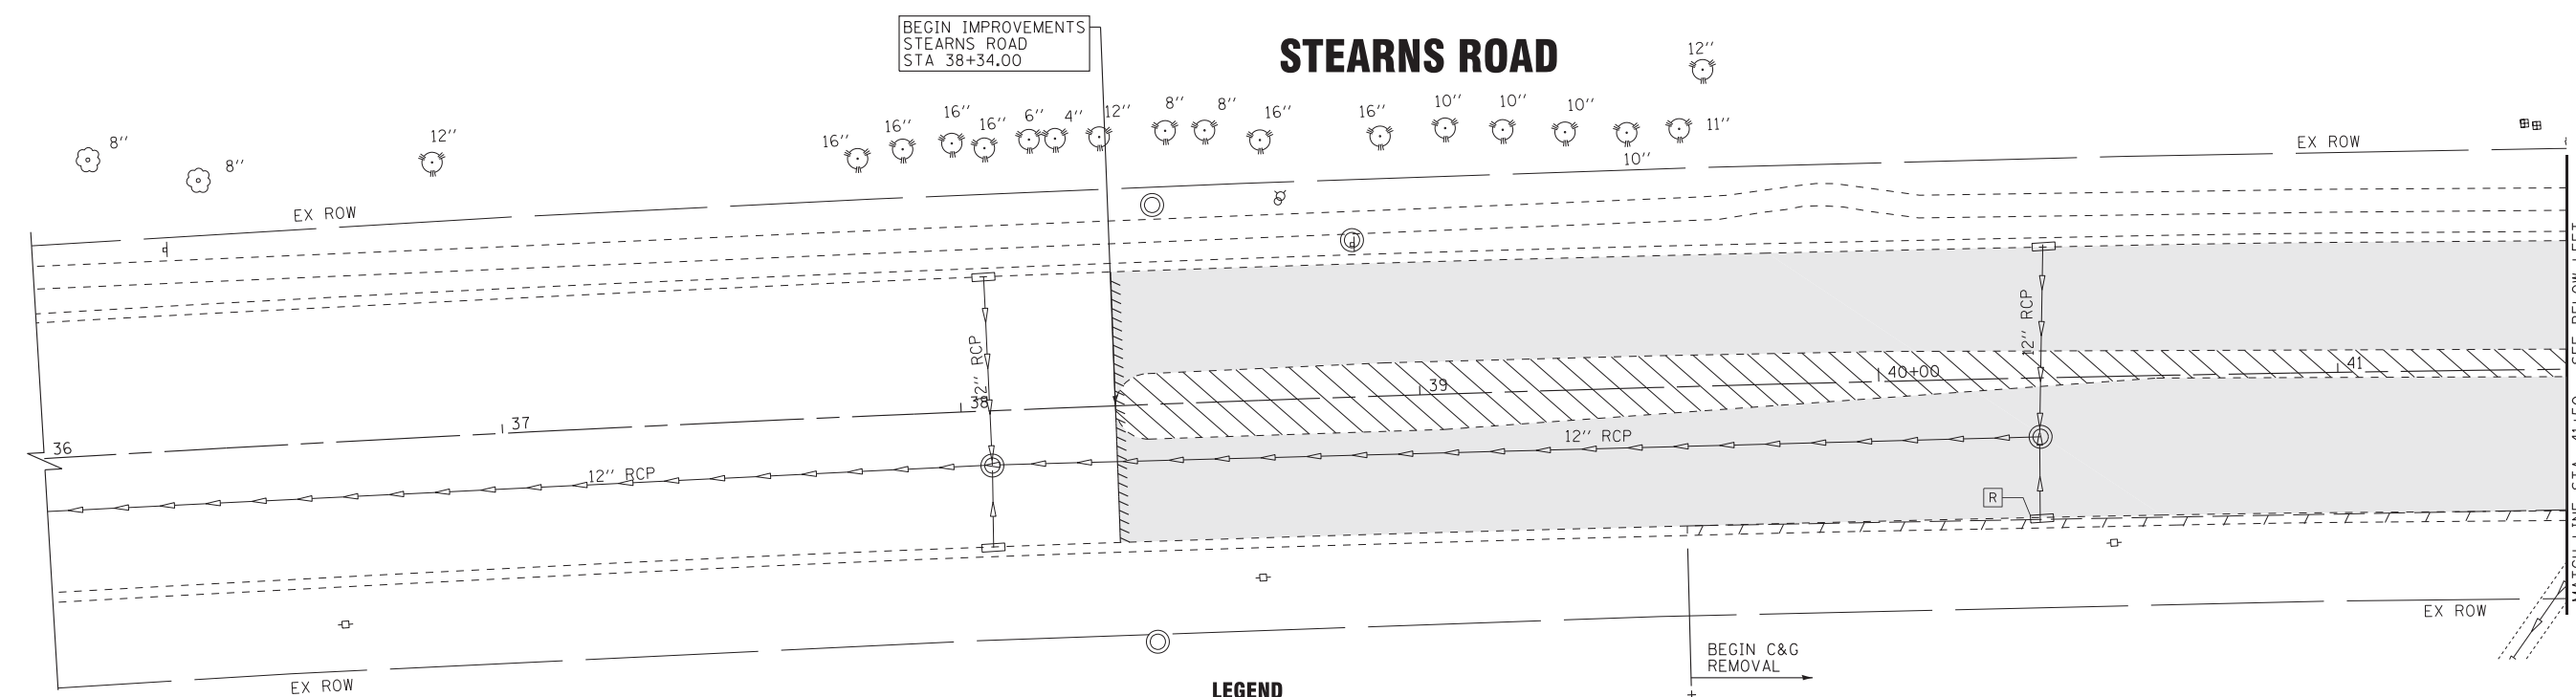 BEGIN IMPROVEMENTS
STEARNS ROAD
STA 38+34.00
STEARNS ROAD
12’’
8’’
8’’
12’’
16’’
16’’
16’’
16’’
6’’
4’’
12’’
8’’
8’’
16’’
16’’
10’’
10’’
10’’
10’’
11’’
EX ROW
EX ROW
12’’ RCP
12’’ RCP
36
37
38
39
40+00
41
12’’ RCP
12’’ RCP
R
EX ROW
EX ROW
BEGIN C&G
REMOVAL
LEGEND